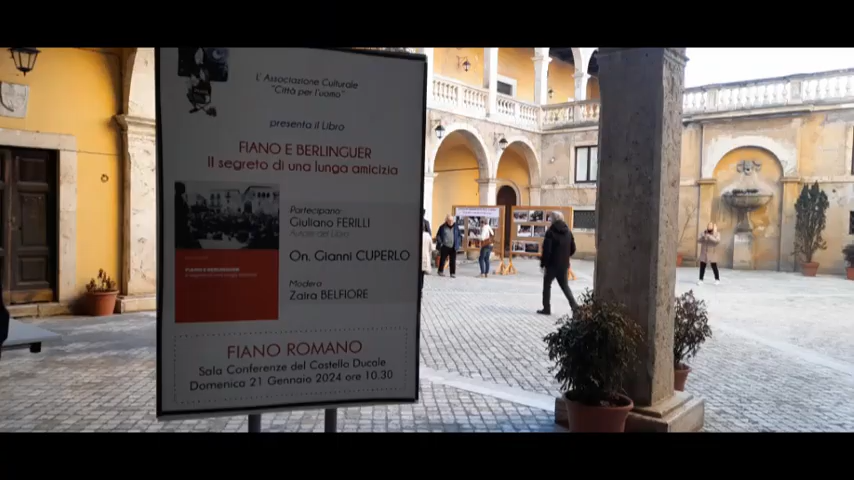 L'Associazione Culturale
"Città per l'uomo"
presenta il Libro
FIANO E BERLINGUER
Il segreto di una lunga amicizia
Partecipano:
Giuliano FERILLI
Autore del Libro
On. Gianni CUPERLO
Modera
Zaira BELFIORE
FIANO E BERLINGUER
FIANO ROMANO
Sala Conferenze del Castello Ducale
Domenica 21 Gennaio 2024 ore 10.30